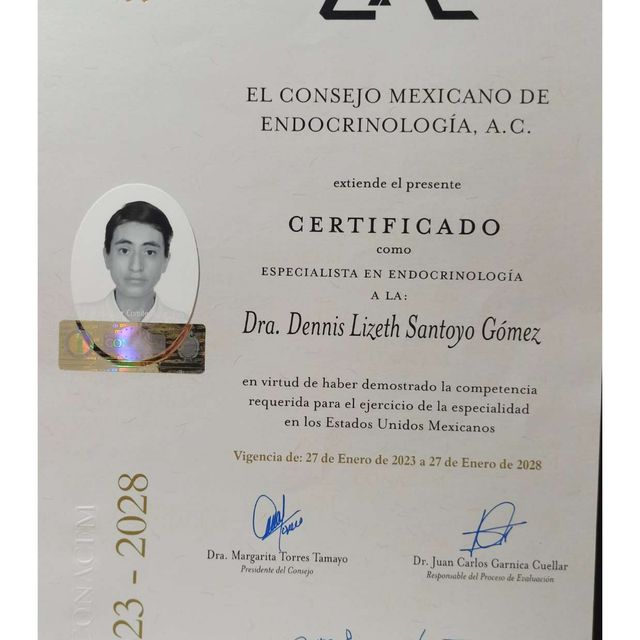 EL CONSEJO MEXICANO DE
ENDOCRINOLOGÍA, A.C.
extiende el presente
CERTIFICADO
como
ESPECIALISTA EN ENDOCRINOLOGÍA
A LA:
Dra. Dennis Lizeth Santoyo Gómez
en virtud de haber demostrado la competencia
requerida para el ejercicio de la especialidad
en los Estados Unidos Mexicanos
Vigencia de: 27 de Enero de 2023 a 27 de Enero de 2028
Dra. Margarita Torres Tamayo
Presidente del Consejo
Dr. Juan Carlos Garnica Cuellar
Responsable del Proceso de Evaluación
CONACEM
23 - 2028